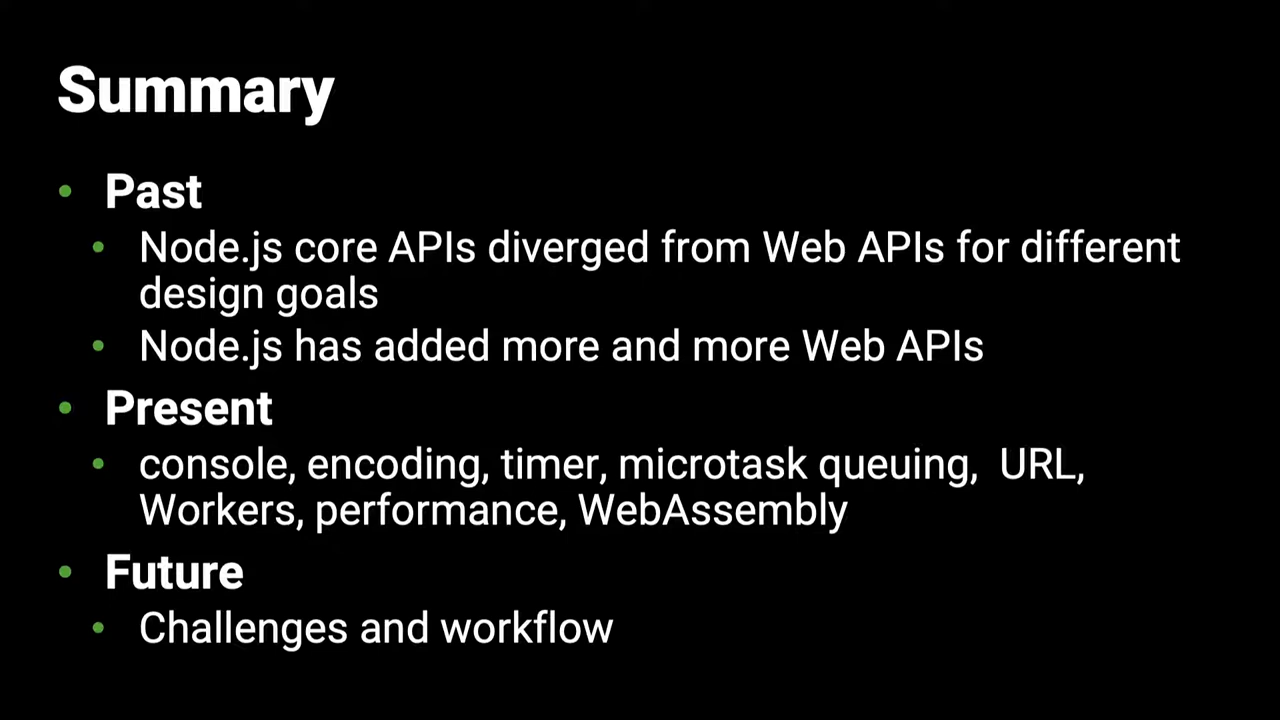 Summary
• Past
• Node.js core APIs diverged from Web APIs for different
design goals
• Node.js has added more and more Web APIs
• Present
• console, encoding, timer, microtask queuing,  URL,
Workers, performance, WebAssembly
• Future
• Challenges and workflow